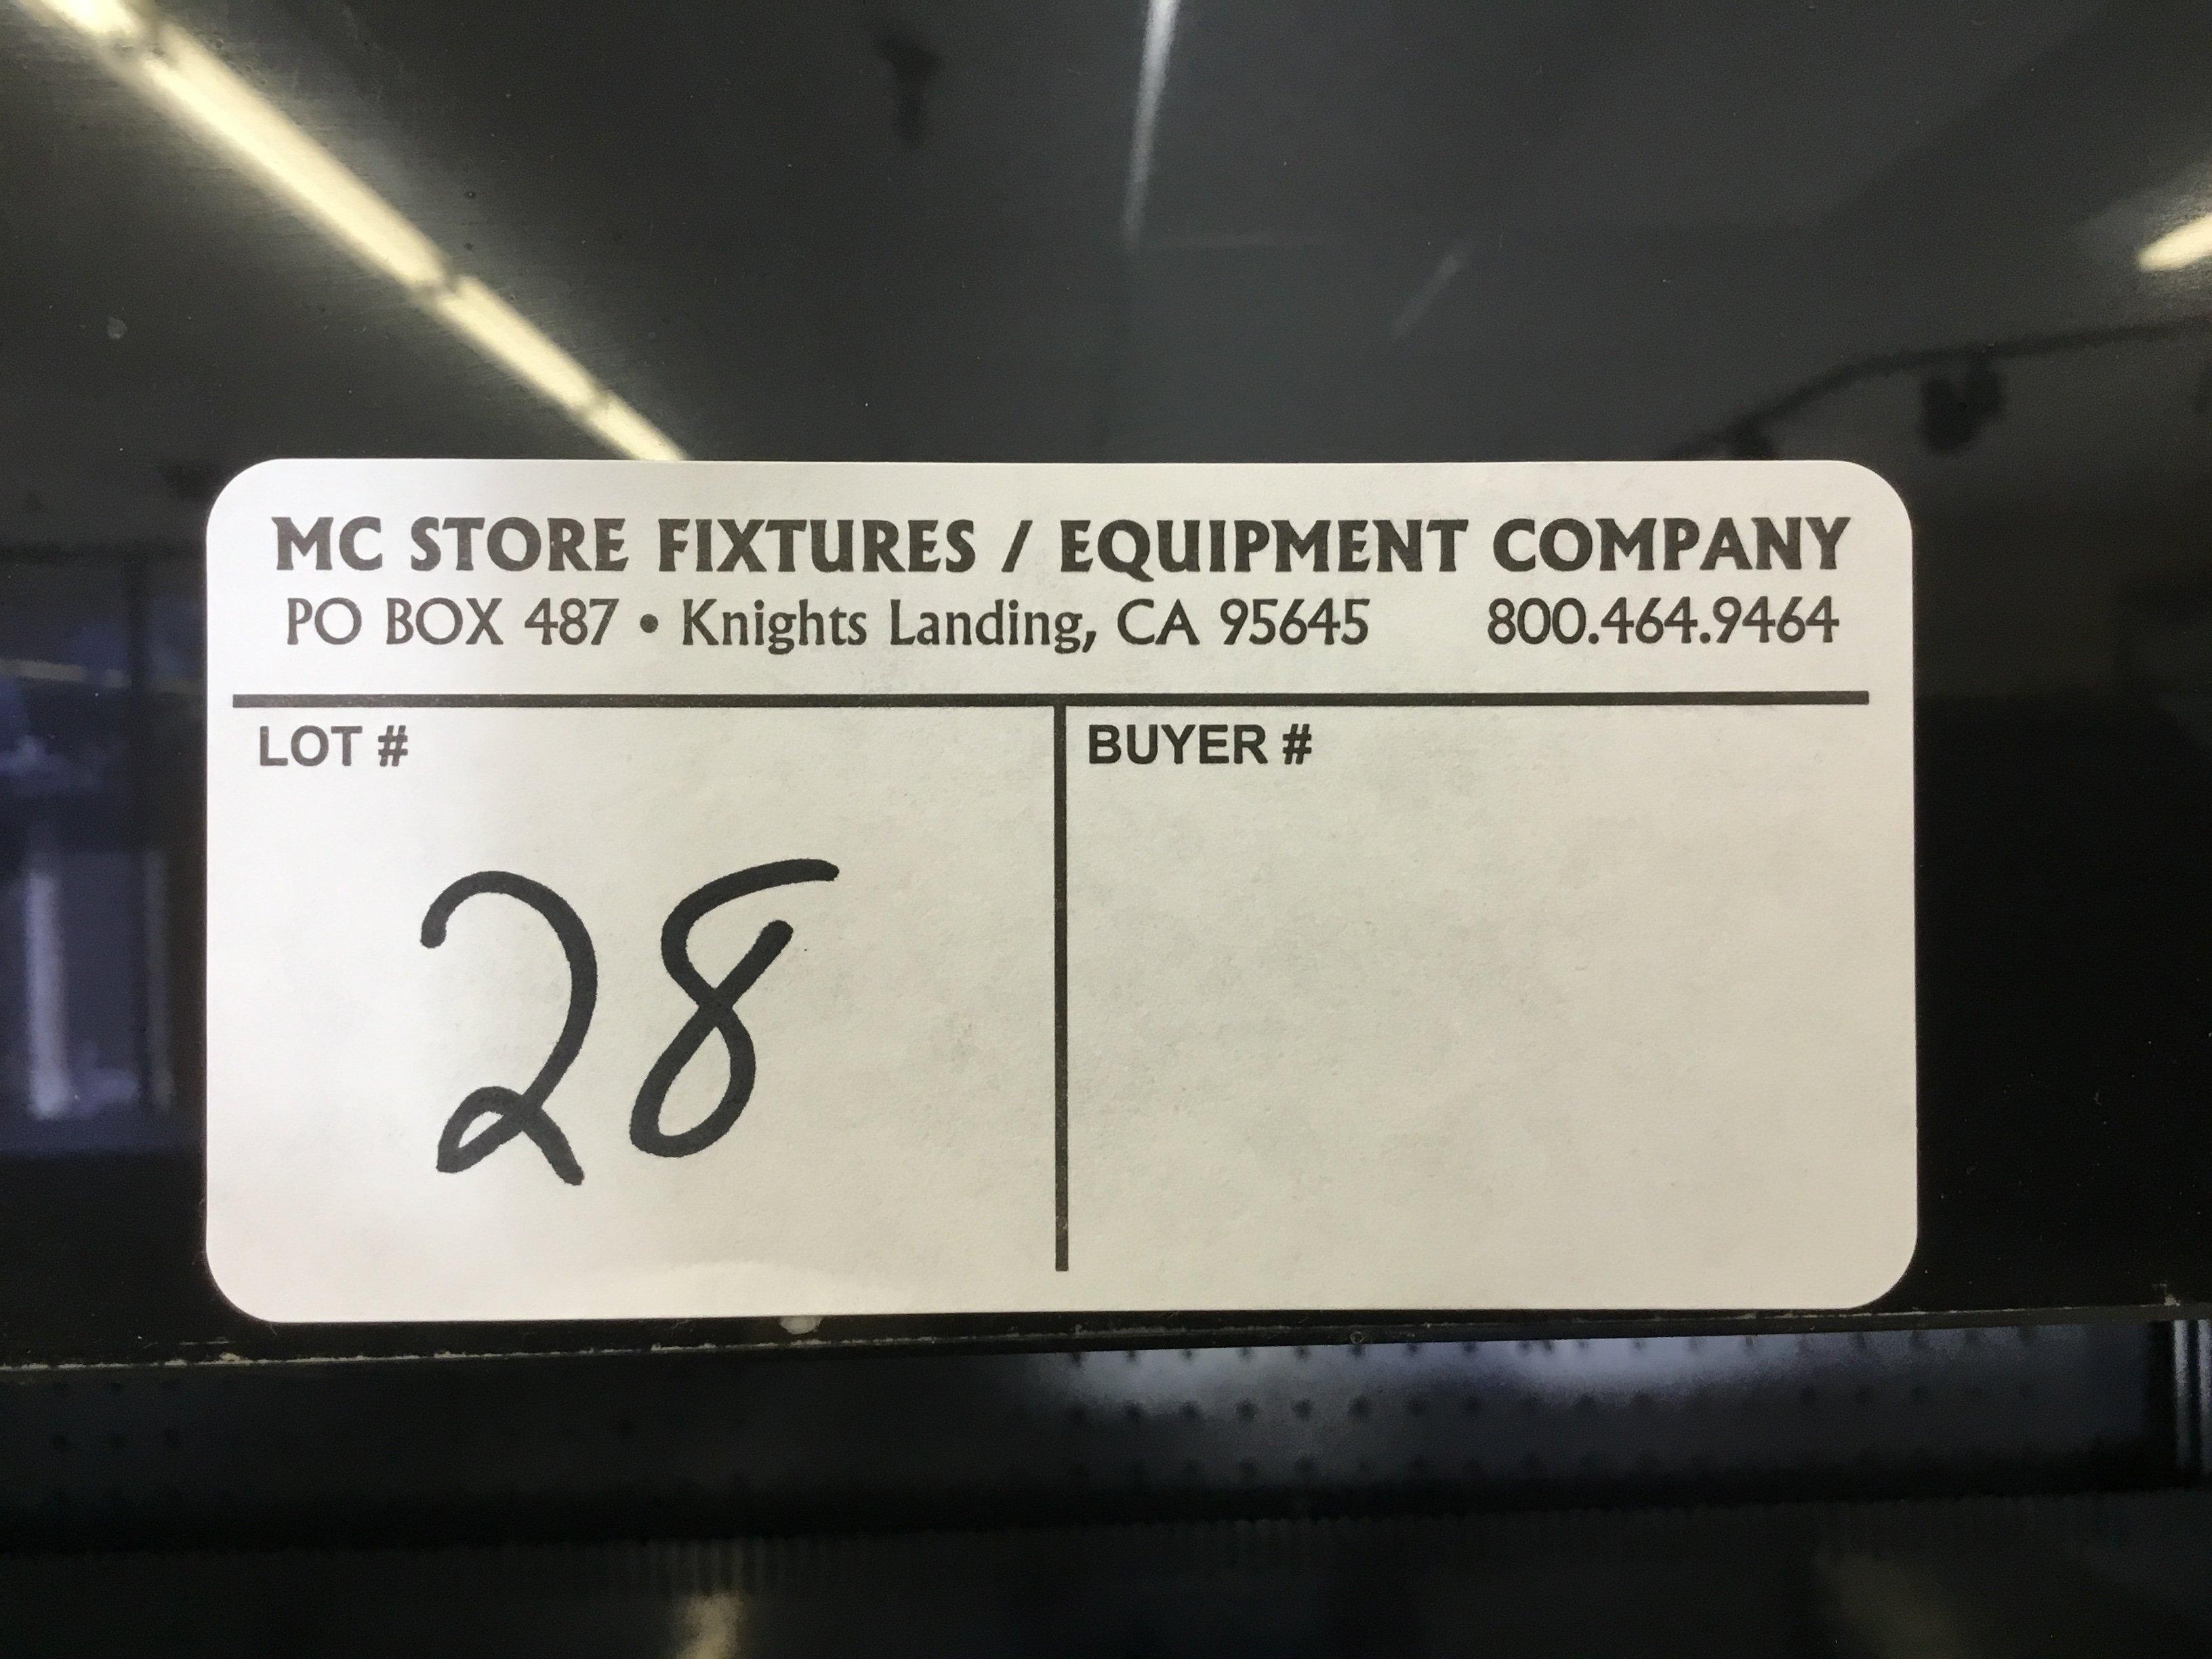 MC STORE FIXTURES / EQUIPMENT COMPANY
PO BOX 487 • Knights Landing, CA 95645 800.464.9464
LOT # BUYER #
28